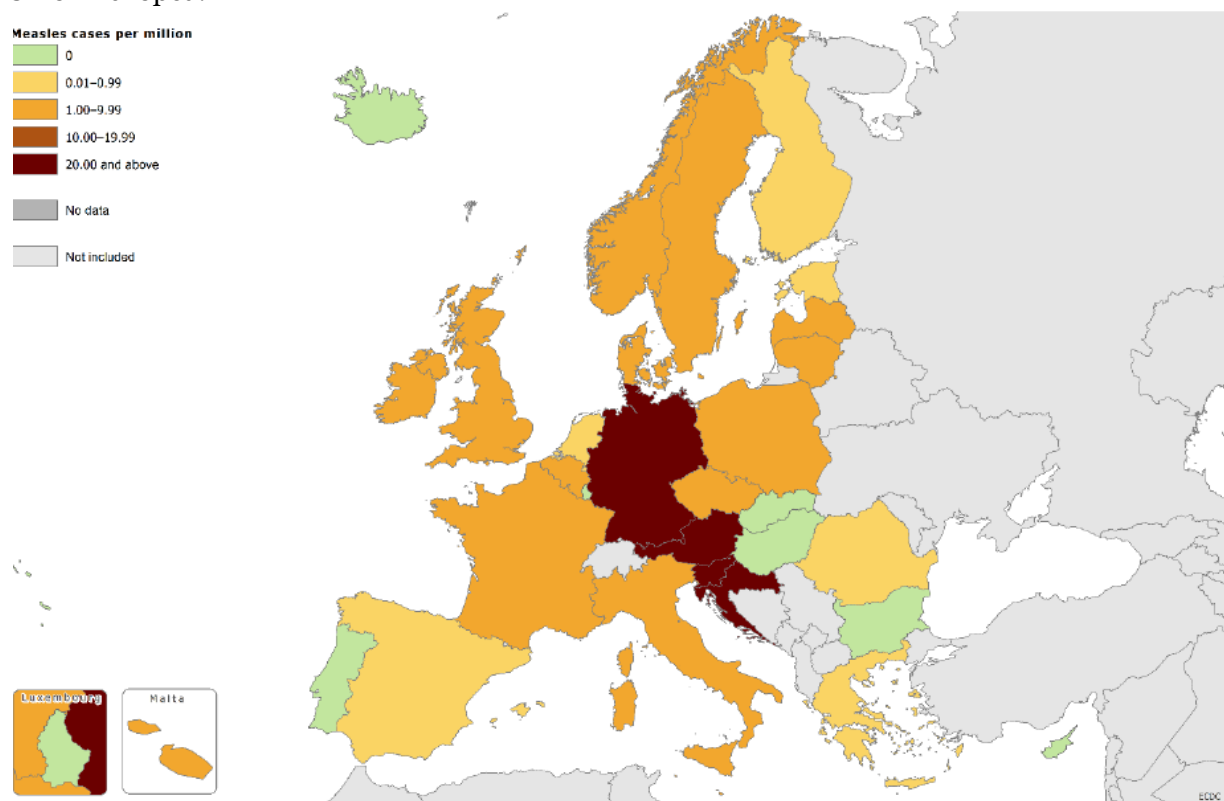 Measles cases per million
0
0.01–0.99
1.00–9.99
10.00–19.99
20.00 and above
No data
Not included
Luxembourg
Malta
ECDC